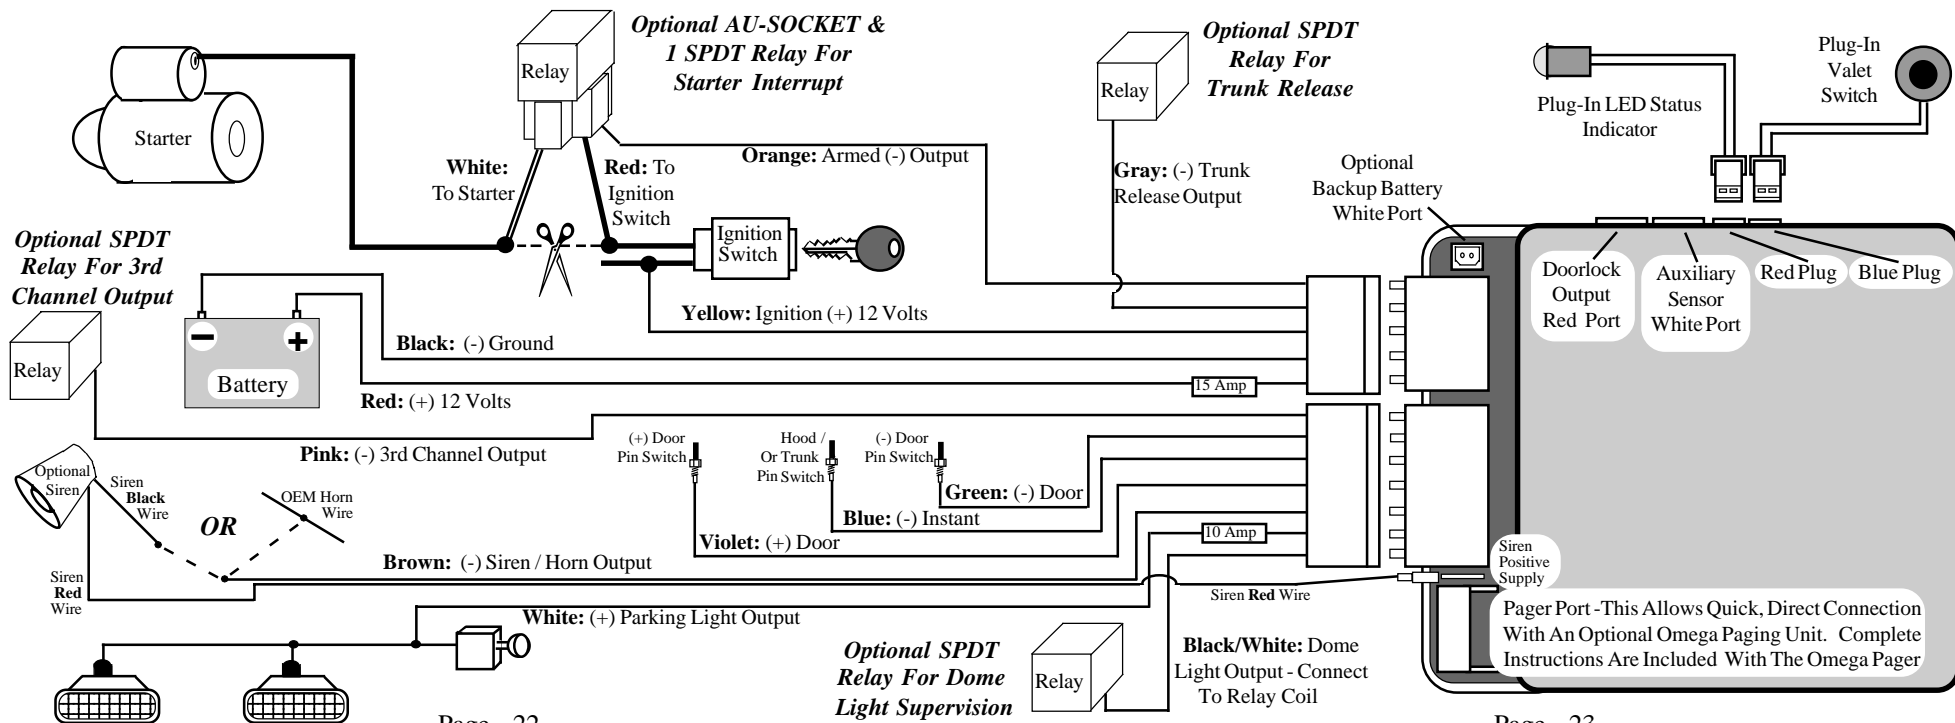 Optional AU-SOCKET &
1 SPDT Relay For
Starter Interrupt
Relay
Starter
White:
To Starter
Red: To
Ignition
Switch
Orange: Armed (-) Output
Optional SPDT
Relay For
Trunk Release
Relay
Gray: (-) Trunk
Release Output
Plug-In LED Status
Indicator
Plug-In
Valet
Switch
Optional
Backup Battery
White Port
Doorlock
Output
Red Port
Auxiliary
Sensor
White Port
Red Plug
Blue Plug
Ignition
Switch
Optional SPDT
Relay For 3rd
Channel Output
Relay
Battery
Yellow: Ignition (+) 12 Volts
Black: (-) Ground
Red: (+) 12 Volts
15 Amp
Pink: (-) 3rd Channel Output
(+) Door
Pin Switch
Hood /
Or Trunk
Pin Switch
(-) Door
Pin Switch
Green: (-) Door
Blue: (-) Instant
Violet: (+) Door
10 Amp
Optional
Siren
Siren
Black
Wire
OR
OEM Horn
Wire
Brown: (-) Siren / Horn Output
Siren
Red
Wire
Siren Red Wire
Siren
Positive
Supply
White: (+) Parking Light Output
Optional SPDT
Relay For Dome
Light Supervision
Relay
Black/White: Dome
Light Output - Connect
To Relay Coil
Pager Port -This Allows Quick, Direct Connection
With An Optional Omega Paging Unit. Complete
Instructions Are Included With The Omega Pager
Page - 22
Page - 23